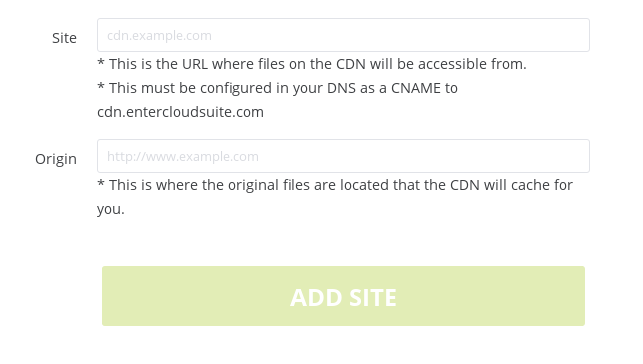 Site
cdn.example.com
* This is the URL where files on the CDN will be accessible from.
* This must be configured in your DNS as a CNAME to
cdn.entercloudsuite.com
Origin
http://www.example.com
* This is where the original files are located that the CDN will cache for
you.
ADD SITE